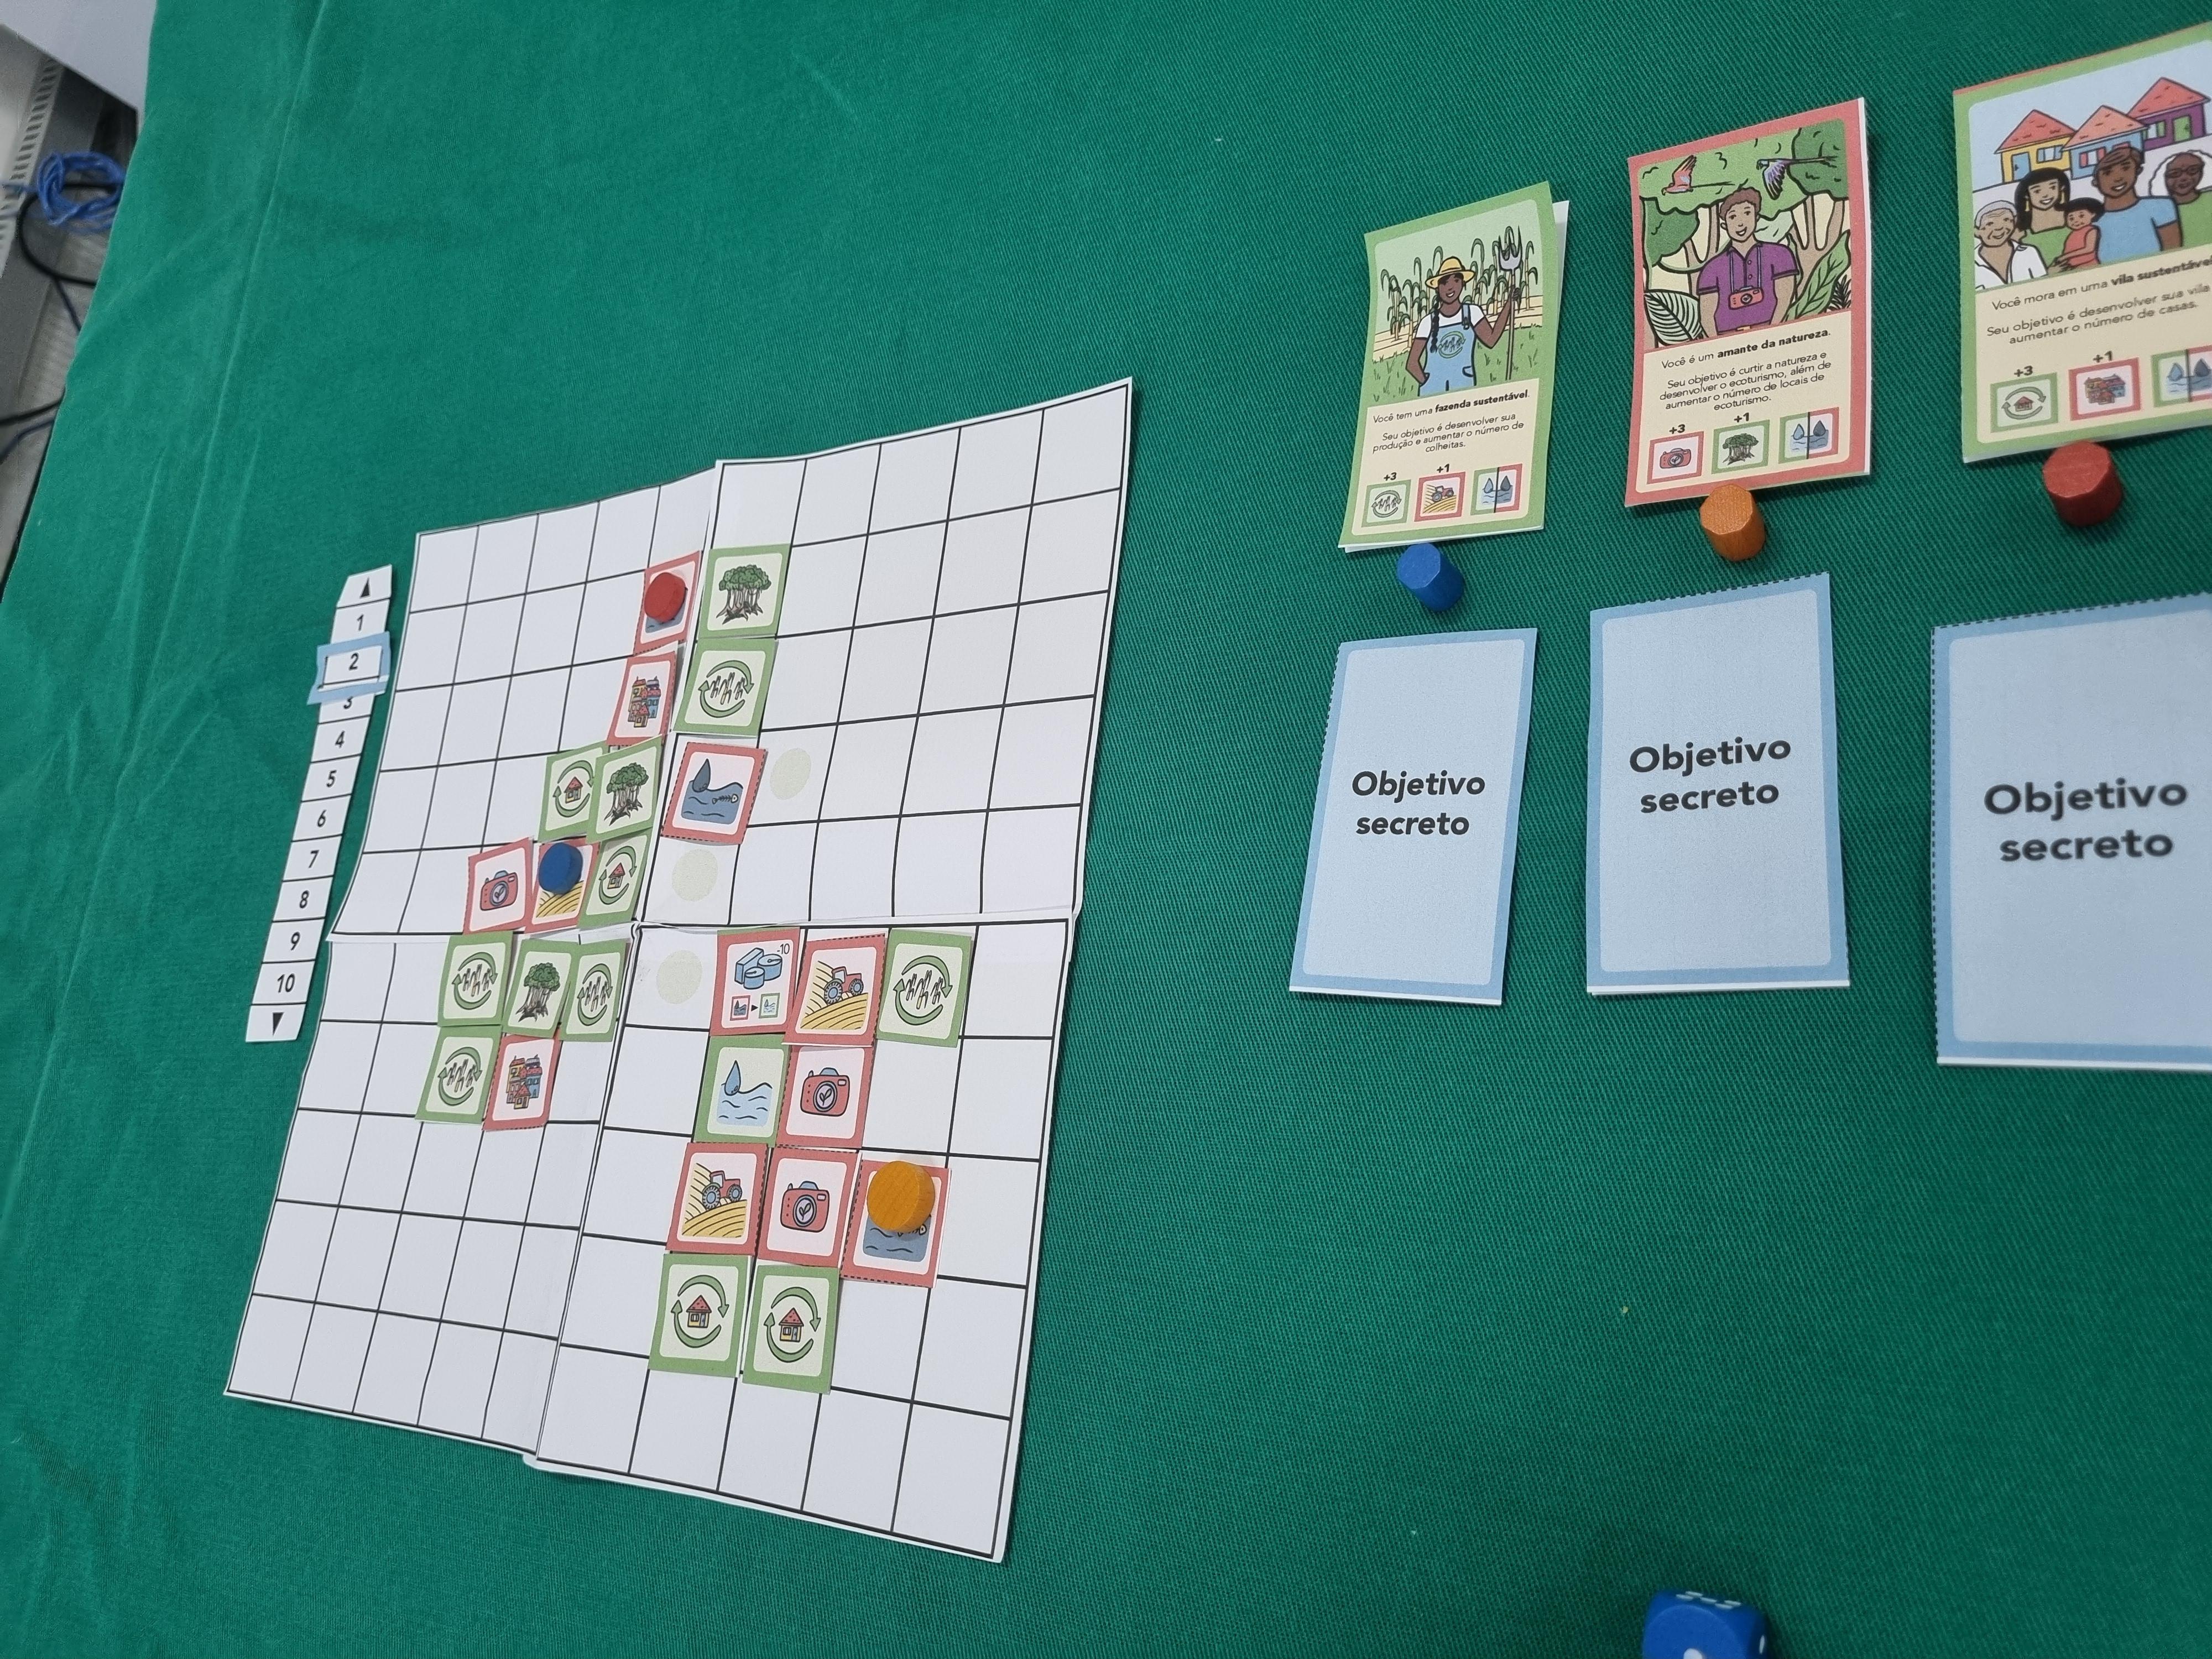 1
2
3
4
5
6
7
8
9
10
-10
Você tem uma fazenda sustentável.
Seu objetivo é desenvolver sua
produção e aumentar o número de
colheitas.
+3 +1
Você é um amante da natureza.
Seu objetivo é curtir a natureza e
desenvolver o ecoturismo, além de
aumentar o número de locais de
ecoturismo.
+3 +1
Você mora em uma vila sustentável
Seu objetivo é desenvolver sua vila
aumentar o número de casas.
+3 +1
Objetivo
secreto
Objetivo
secreto
Objetivo
secreto